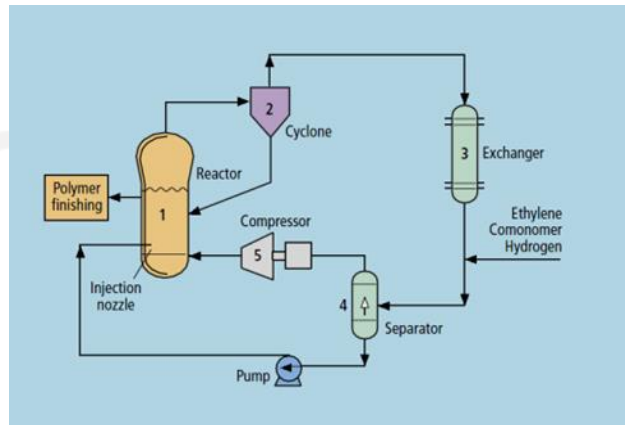 2
Cyclone
Reactor
3
Exchanger
Polymer
finishing
1
Ethylene
Comonomer
Hydrogen
Compressor
5
Injection
nozzle
4
Separator
Pump